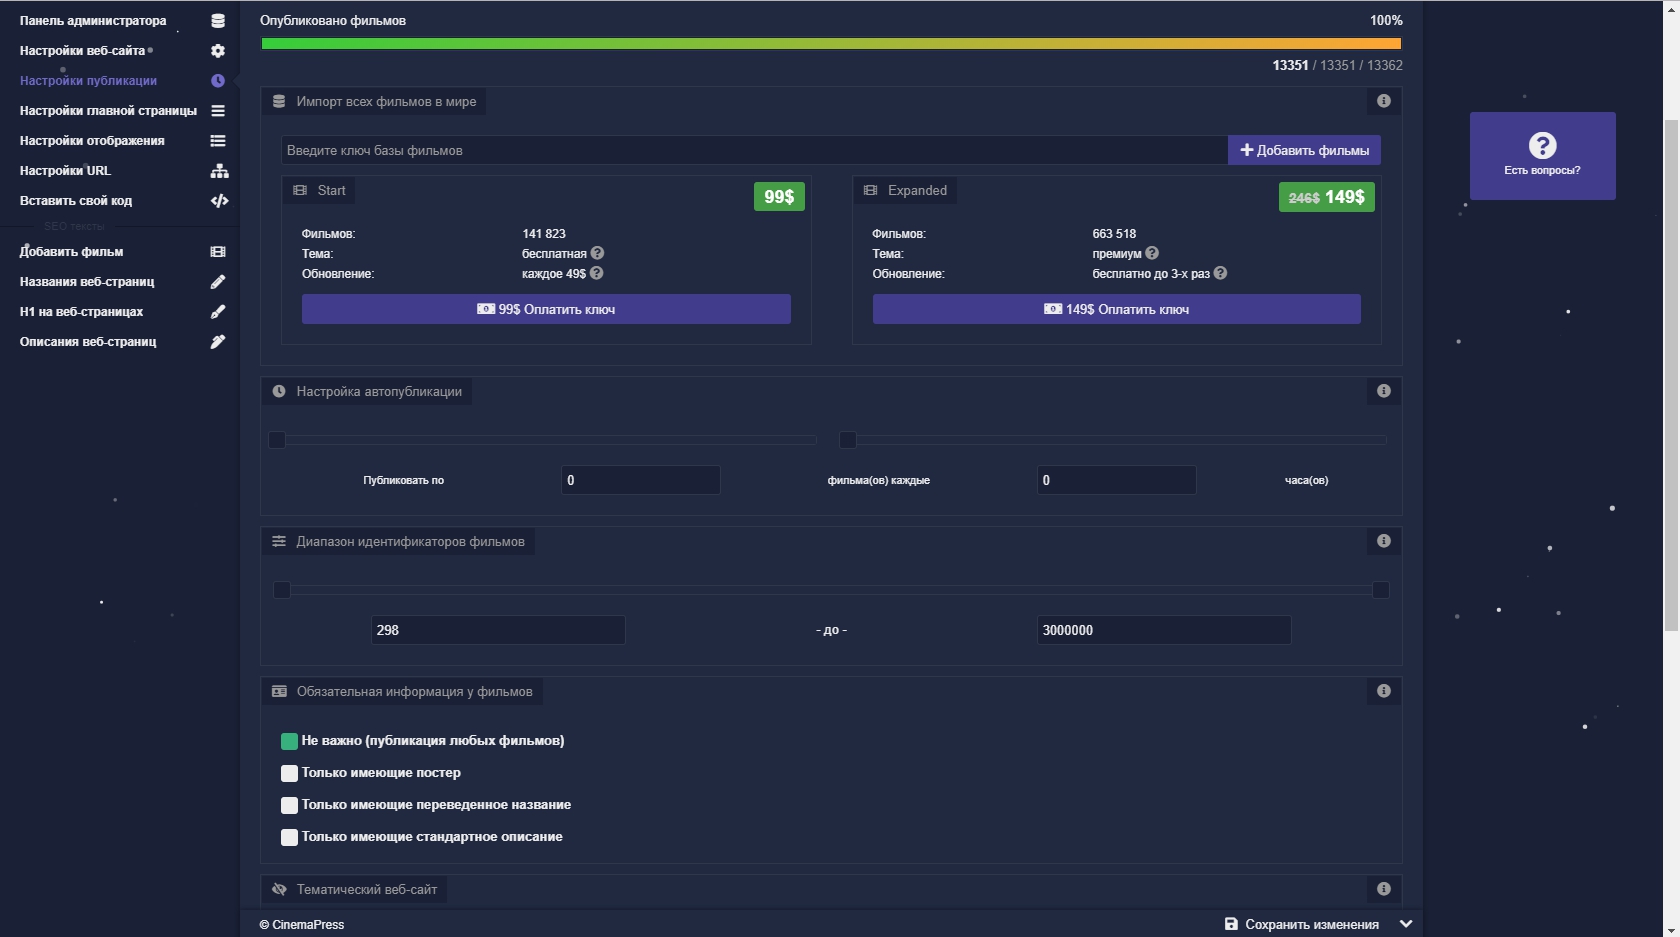 Панель администратора
Настройки веб-сайта
Настройки публикации
Настройки главной страницы
Настройки отображения
Настройки URL
Вставить свой код
SEO тексты
Добавить фильм
Названия веб-страниц
H1 на веб-страницах
Описания веб-страниц
Опубликовано фильмов 100%
13351 / 13351 / 13362
Импорт всех фильмов в мире
Введите ключ базы фильмов Добавить фильмы
Start 99$
Фильмов: 141 823
Тема: бесплатная
Обновление: каждое 49$
99$ Оплатить ключ
Expanded 246$ 149$
Фильмов: 663 518
Тема: премиум
Обновление: бесплатно до 3-х раз
149$ Оплатить ключ
Настройка автопубликации
Публиковать по 0 фильма(ов) каждые 0 часа(ов)
Диапазон идентификаторов фильмов
298 - до - 3000000
Обязательная информация у фильмов
Не важно (публикация любых фильмов)
Только имеющие постер
Только имеющие переведенное название
Только имеющие стандартное описание
Тематический веб-сайт
© CinemaPress Сохранить изменения
Есть вопросы?